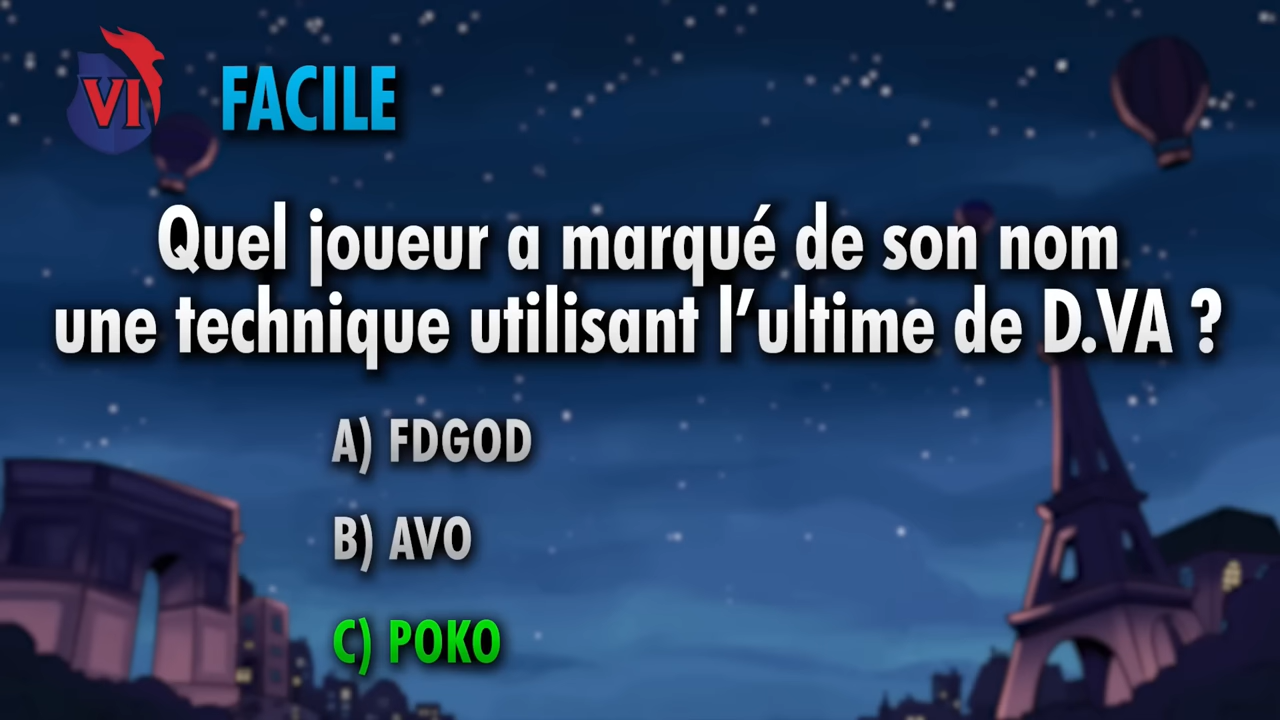 VI
FACILE
Quel joueur a marqué de son nom
une technique utilisant l’ultime de D.VA ?
A) FDGOD
B) AVO
C) POKO